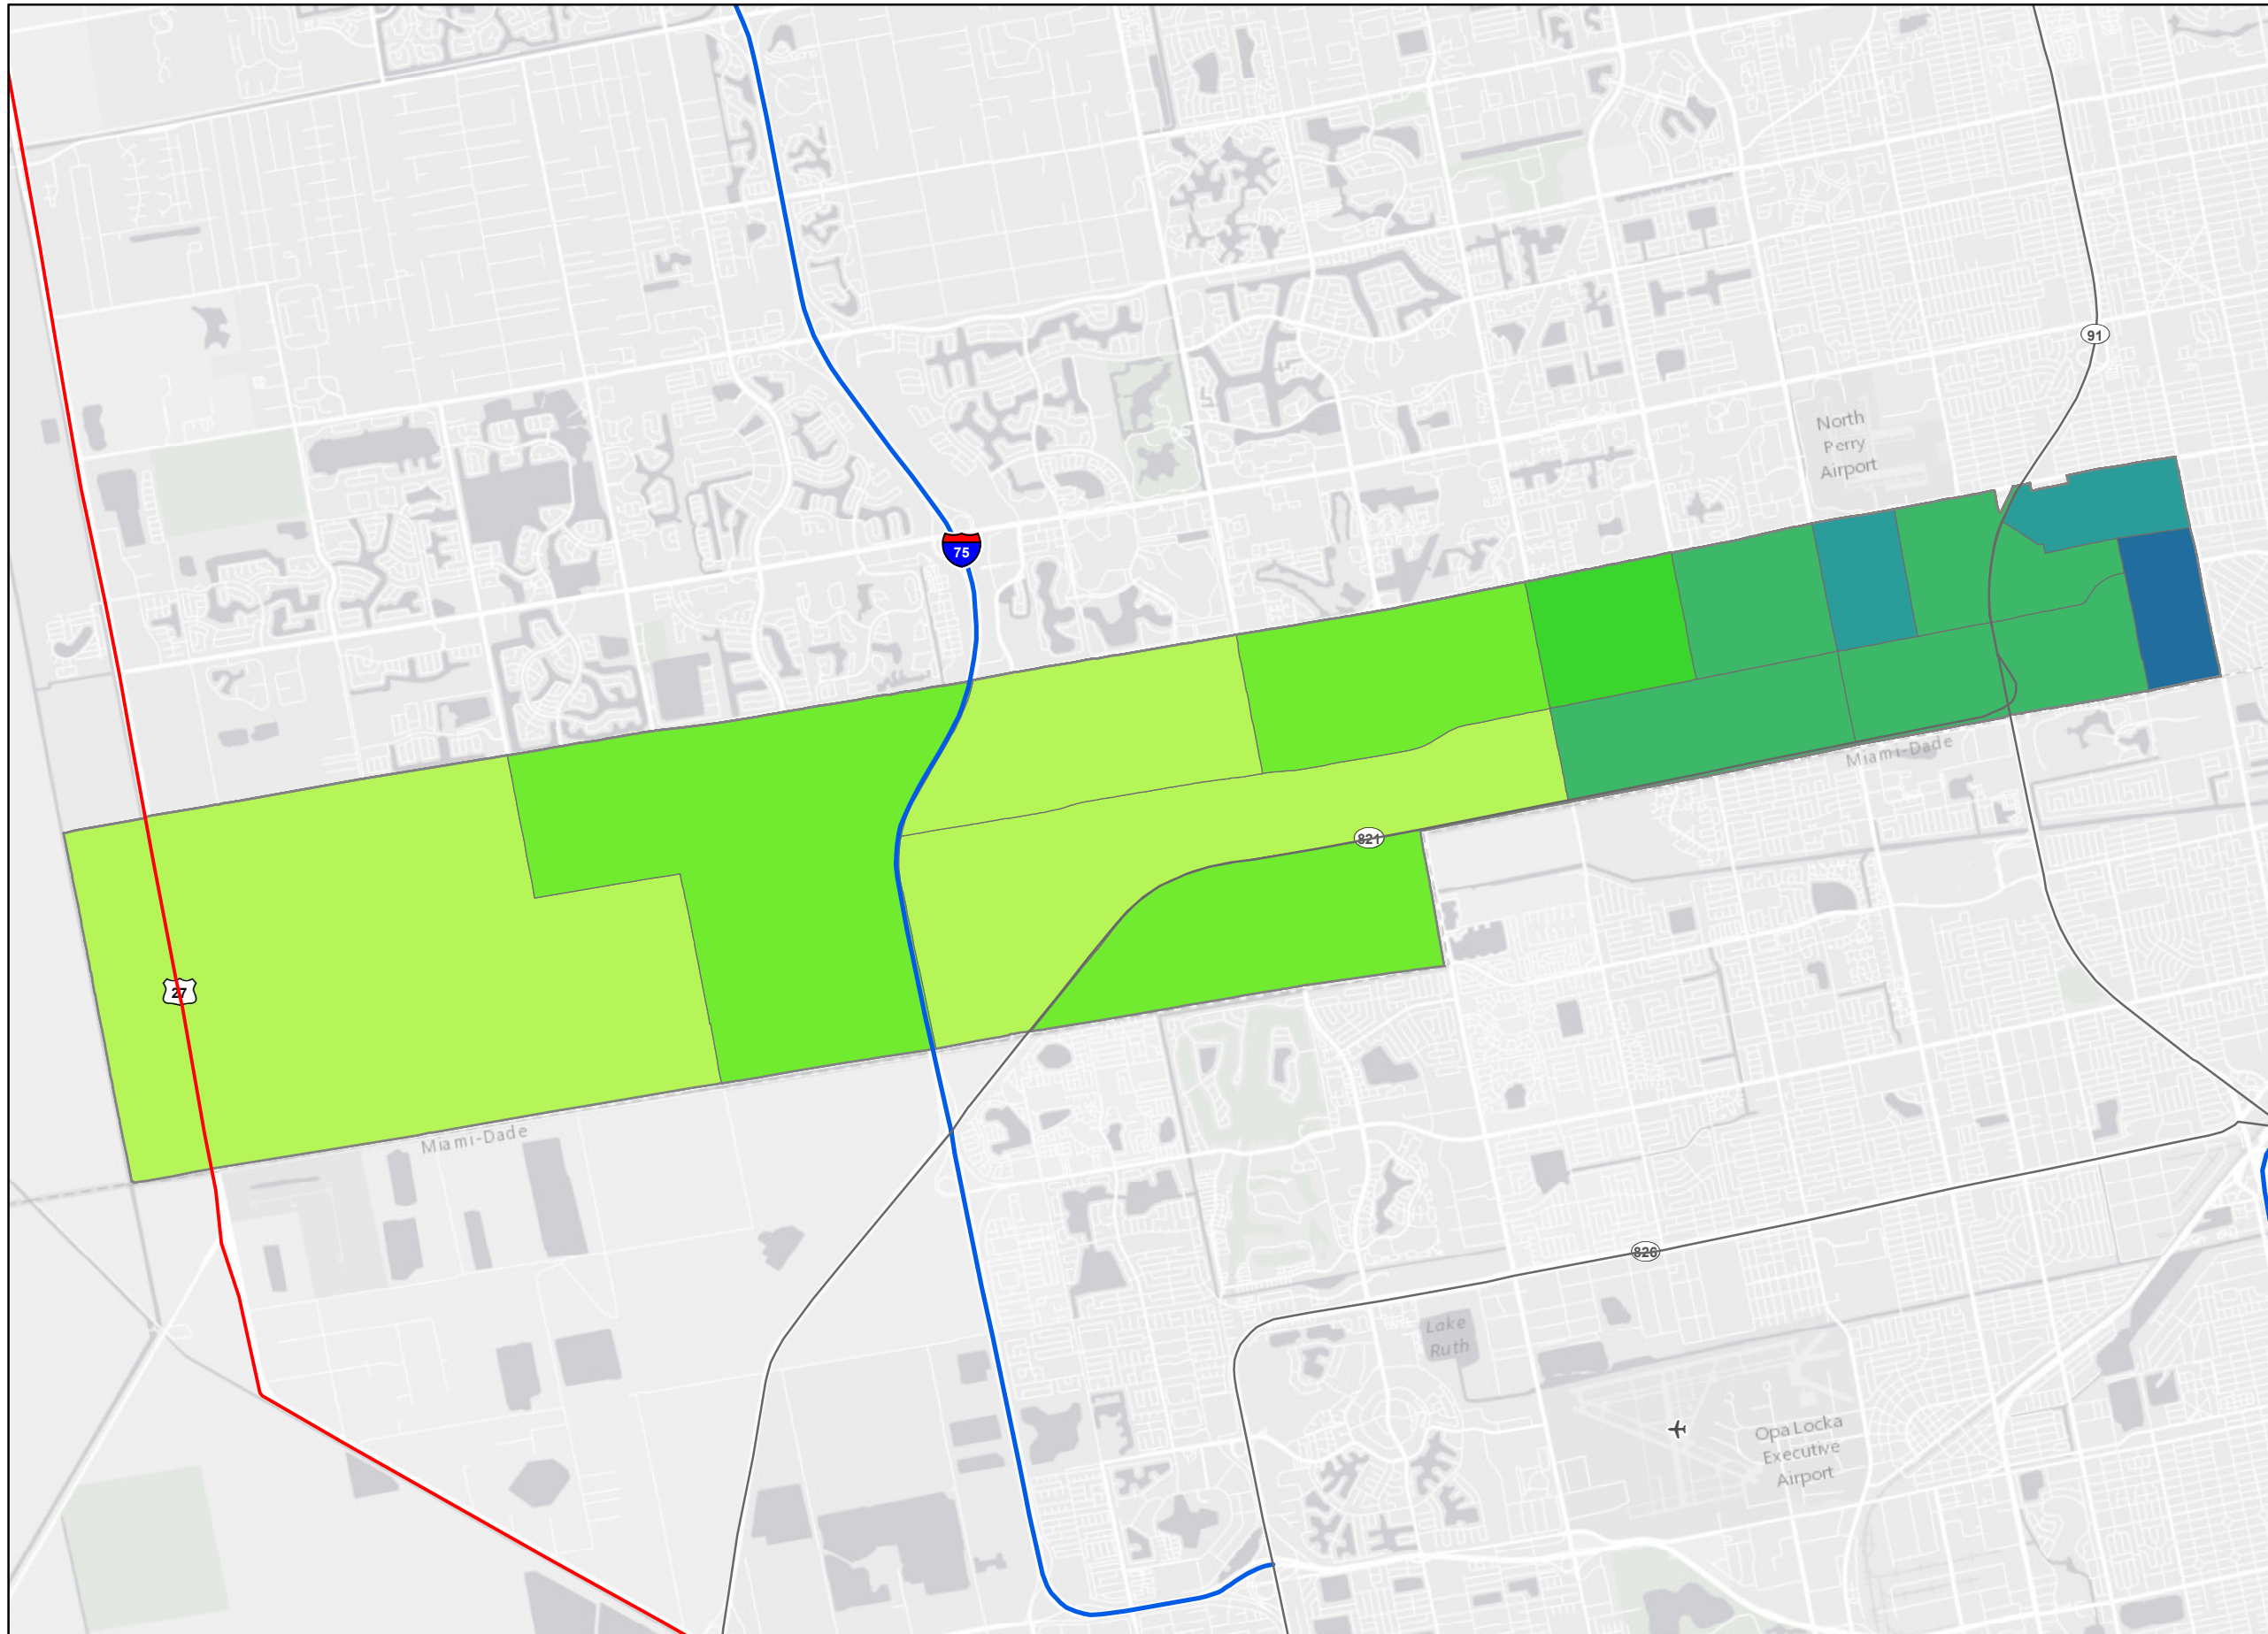 91
North
Perry
Airport
75
Miami-Dade
821
27
Miami-Dade
826
Lake
Ruth
Opa Locka
Executive
Airport